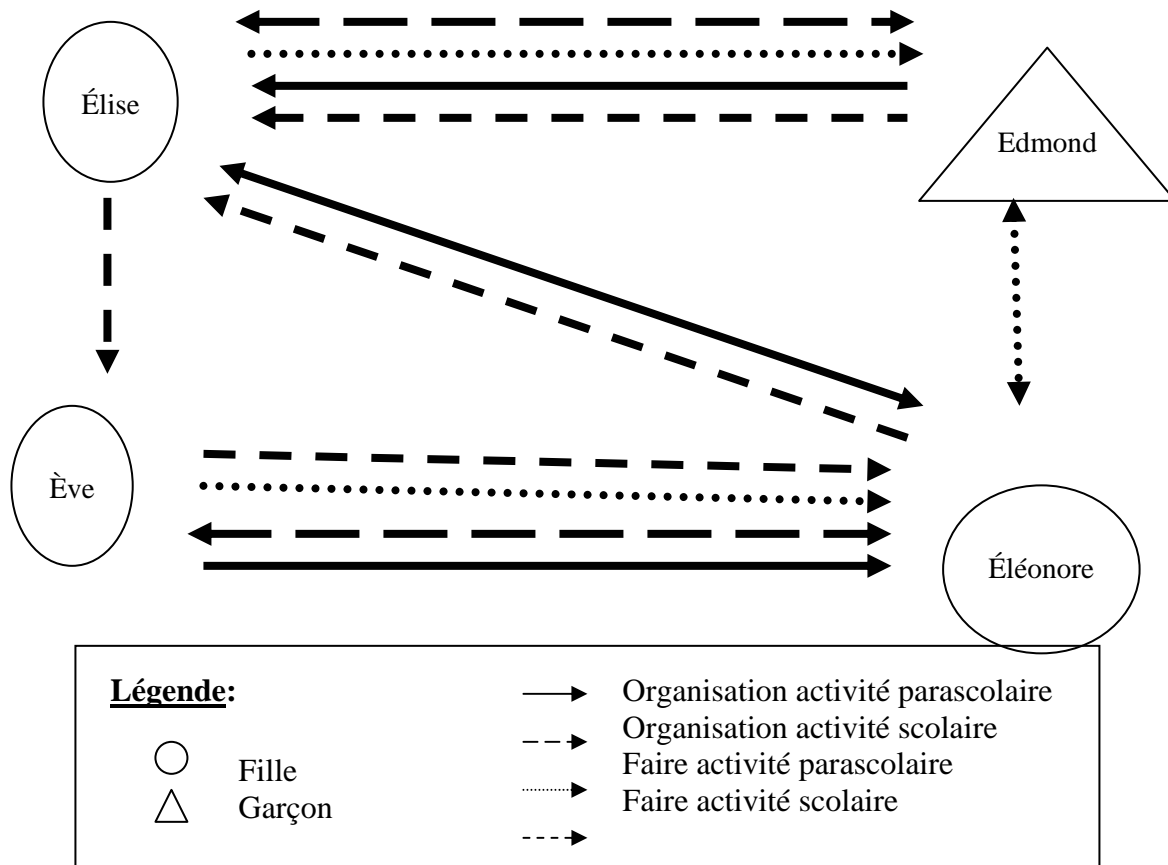 Élise
Edmond
Ève
Éléonore
Légende:
Fille
Garçon
Organisation activité parascolaire
Organisation activité scolaire
Faire activité parascolaire
Faire activité scolaire